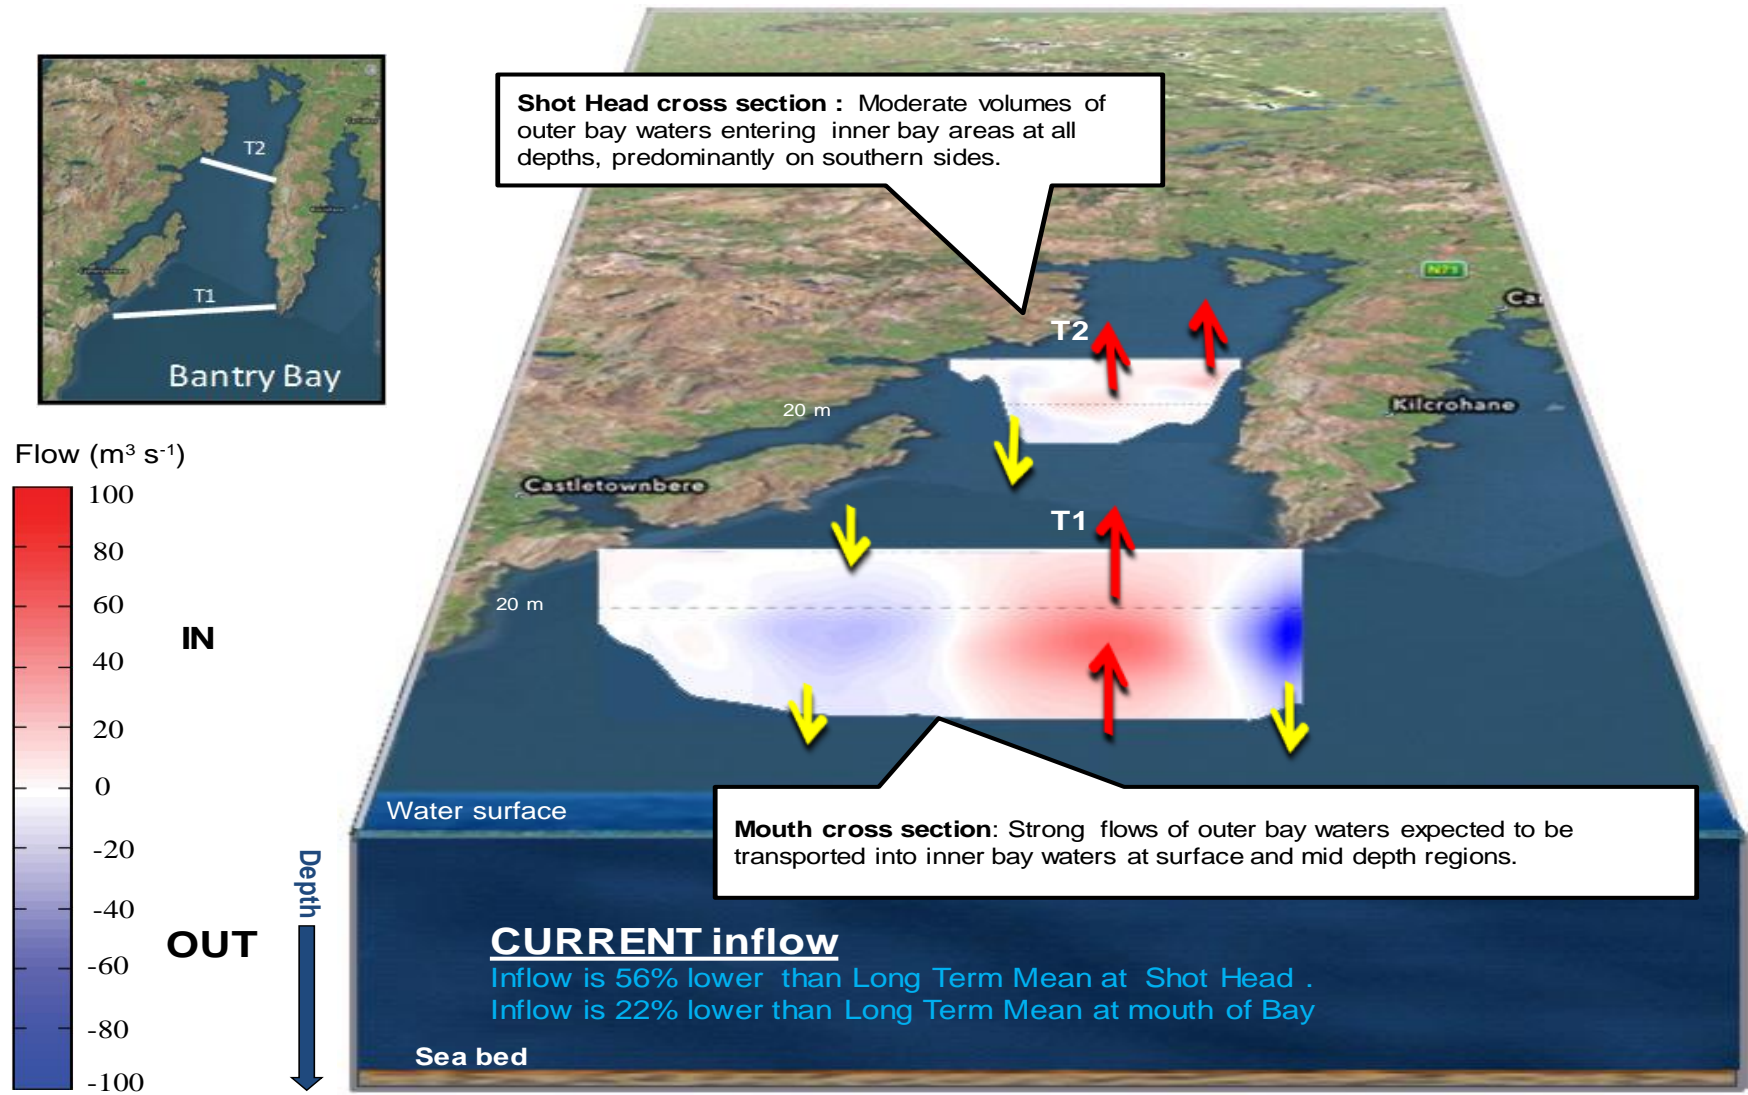 Shot Head cross section : Moderate volumes of
outer bay waters entering inner bay areas at all
depths, predominantly on southern sides.
T2
T1
Bantry Bay
N71
T2
20 m
Kilcrohane
Castletownbere
T1
20 m
Flow (m³ s⁻¹)
100
80
60
40
20
0
-20
-40
-60
-80
-100
IN
OUT
Depth
Water surface
Mouth cross section: Strong flows of outer bay waters expected to be
transported into inner bay waters at surface and mid depth regions.
CURRENT inflow
Inflow is 56% lower than Long Term Mean at Shot Head .
Inflow is 22% lower than Long Term Mean at mouth of Bay
Sea bed